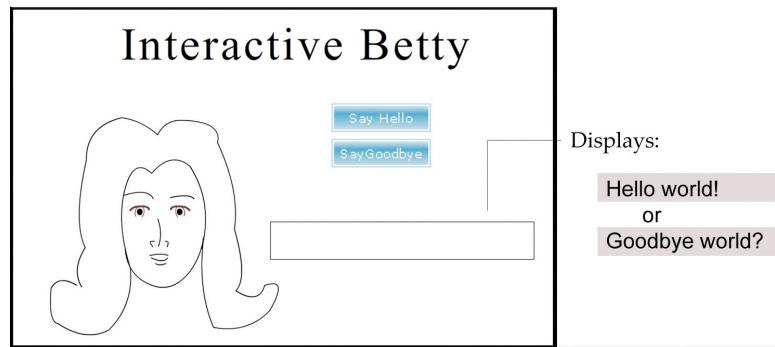 Interactive Betty
Say Hello
SayGoodbye
Displays:
Hello world!
or
Goodbye world?